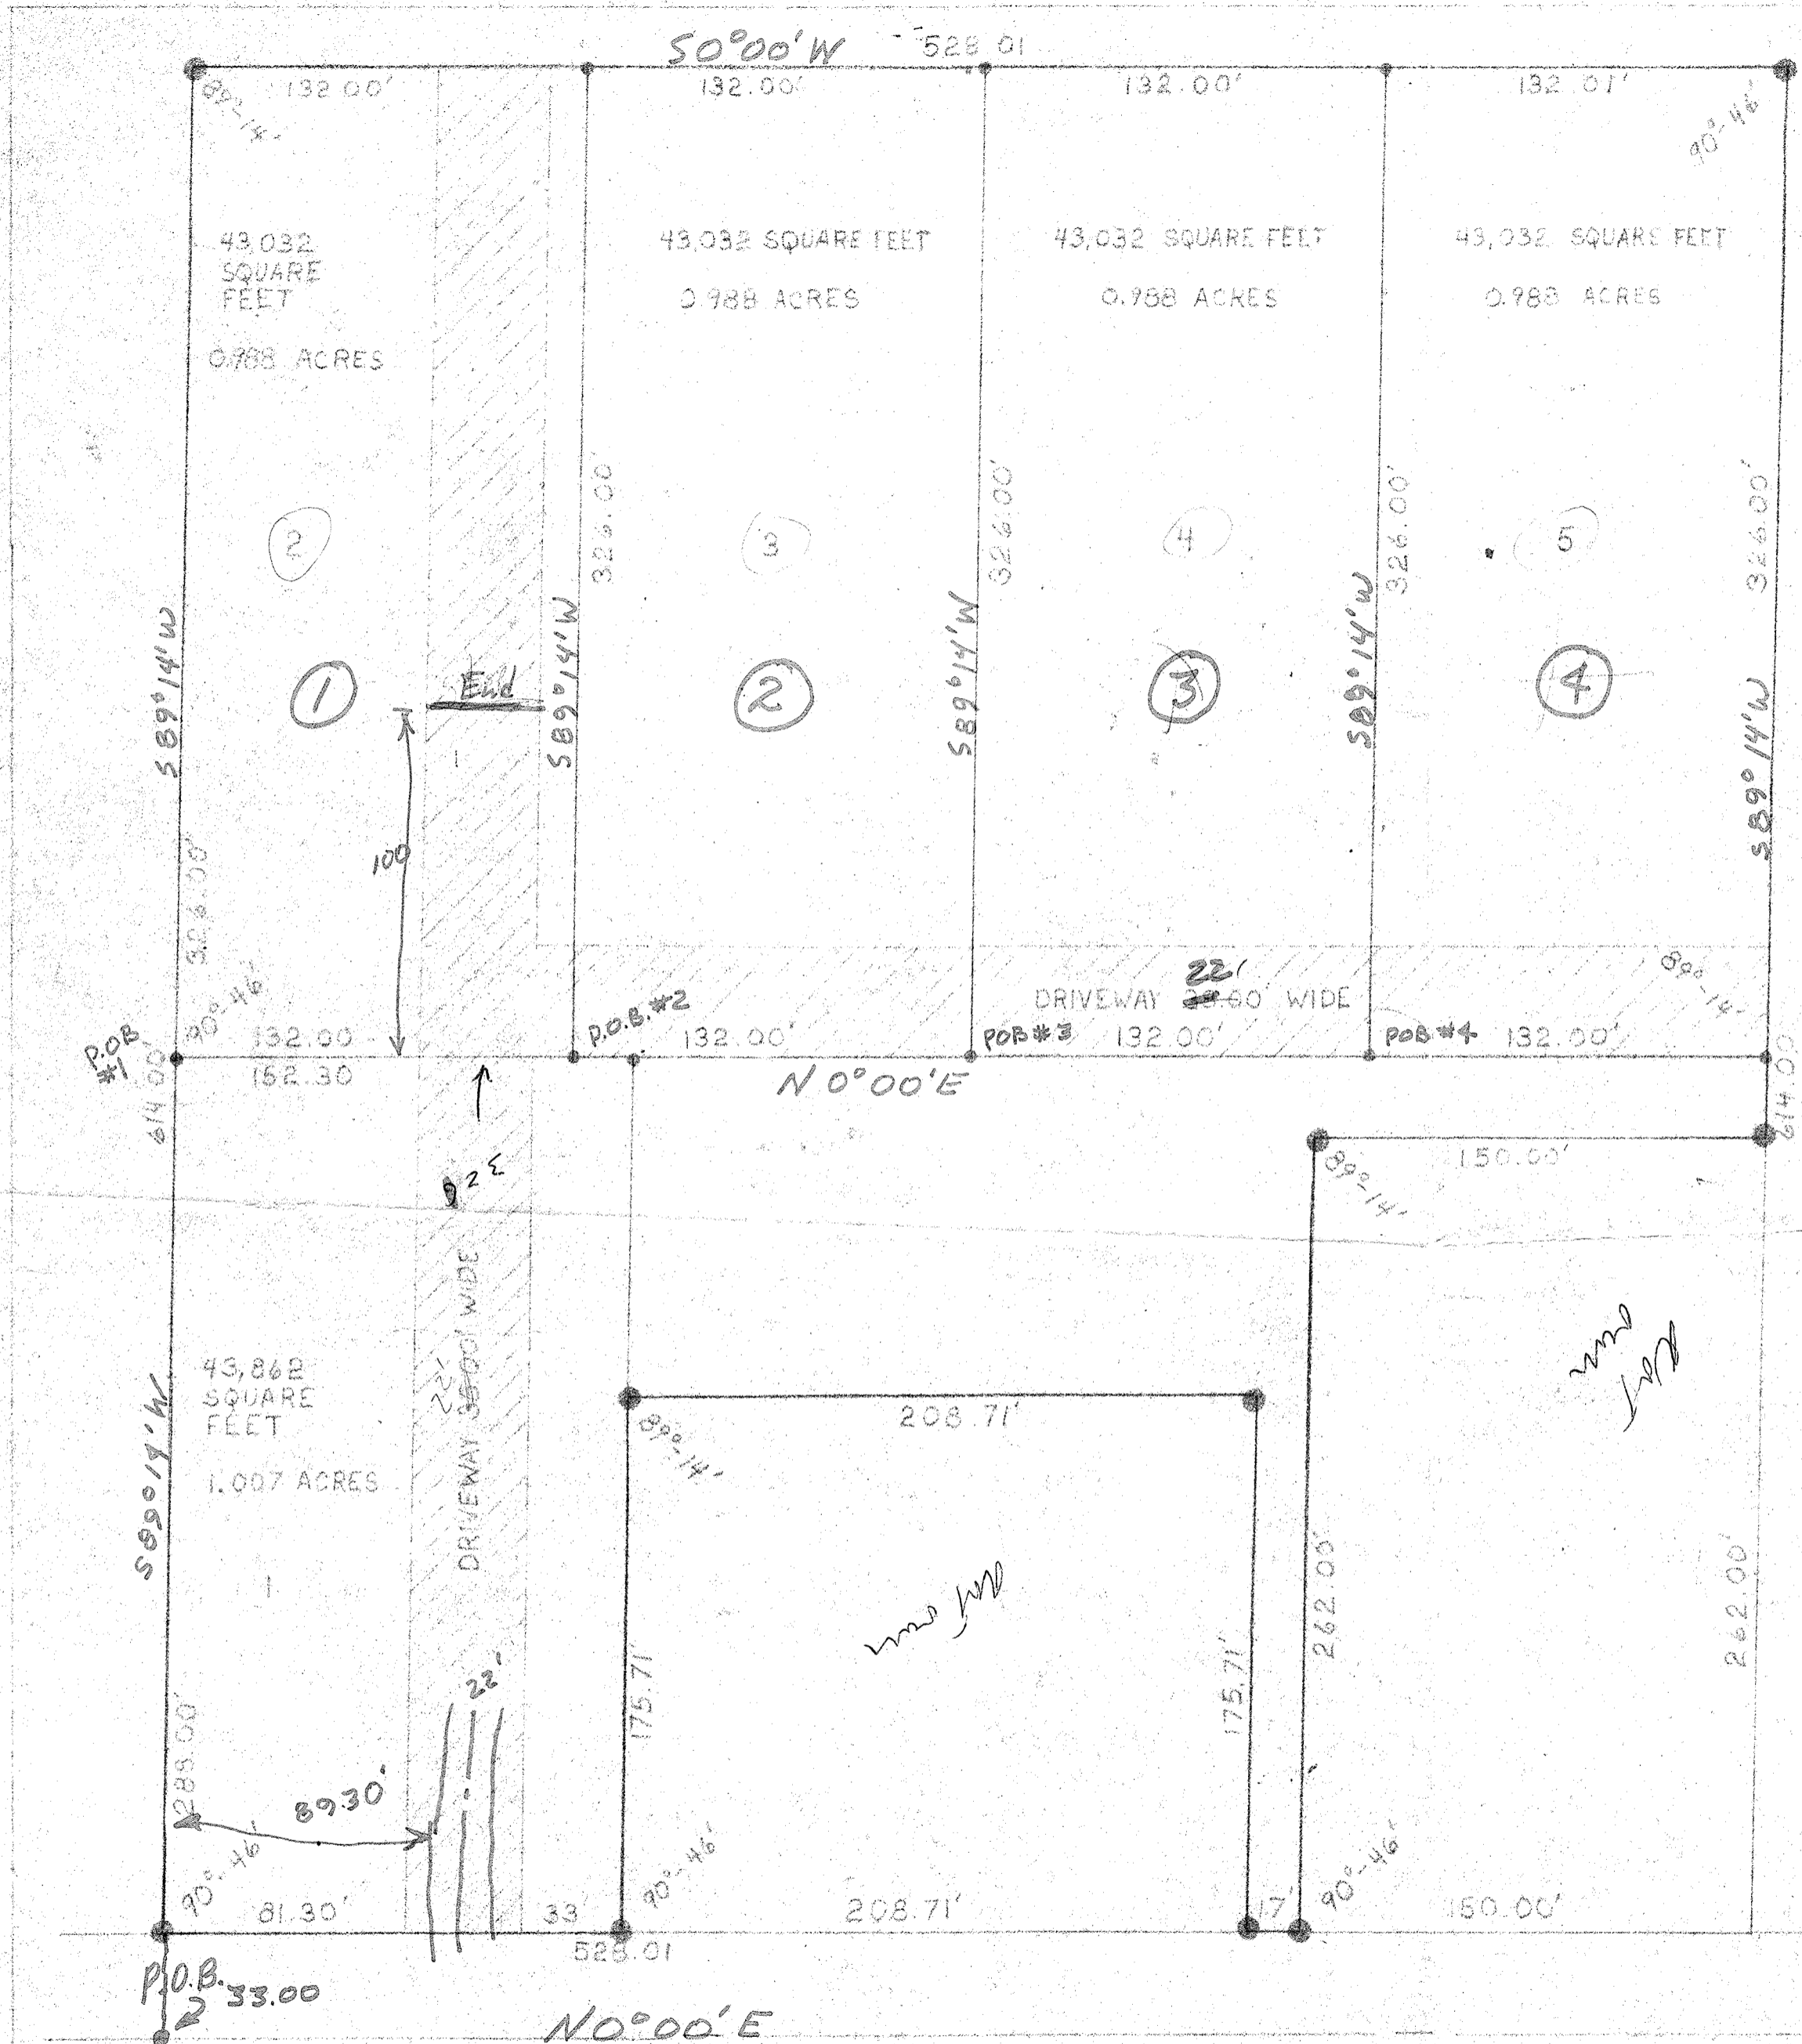 S0°00'W 528 01
132.00' 132.00' 132.00' 132.01'
89°-14'
90°-46'
43,032
SQUARE
FEET
0.988 ACRES
43,032 SQUARE FEET
0.988 ACRES
43,032 SQUARE FEET
0.988 ACRES
43,032 SQUARE FEET
0.988 ACRES
2 3 4 5
326.00' 326.00' 326.00' 326.00'
S89°14'W S89°14'W S89°14'W S89°14'W S89°14'W
1 End 2 3 4
100
326.00'
90°-46'
22'
DRIVEWAY WIDE
89°-14'
P.O.B #1 132.00 P.O.B. #2 132.00' POB #3 132.00' POB #4 132.00'
152.30
N 0°00'E
614.00' 614.00
150.00'
89°-14'
DRIVEWAY 35.00' WIDE
22'
43,862
SQUARE
FEET
1.007 ACRES
1
S89°14'W
208.71'
89°-14'
Not own
Not own
175.71' 175.71' 262.00' 262.00'
22'
288.00'
89.30'
90°-46' 90°-46' 90°-46'
81.30' 33' 208.71' 17' 150.00'
528.01
P.O.B. 33.00
N0°00'E